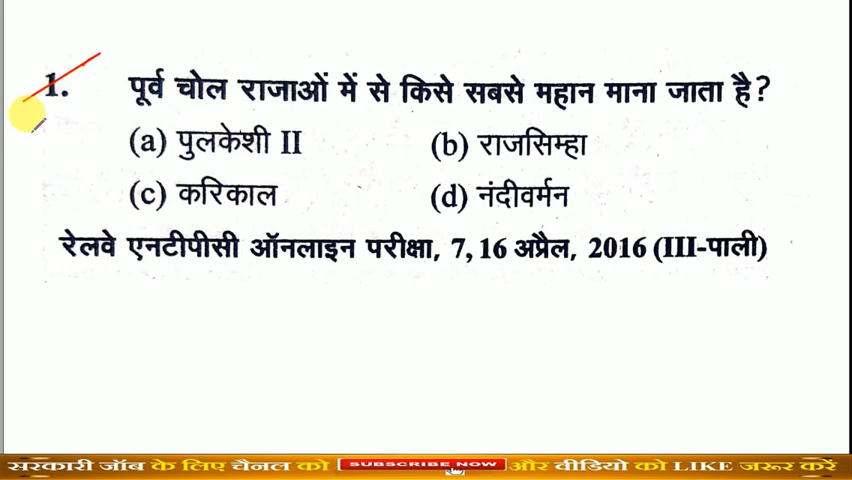 1. पूर्व चोल राजाओं में से किसे सबसे महान माना जाता है?
(a) पुलकेशी II (b) राजसिम्हा
(c) करिकाल (d) नंदीवर्मन
रेलवे एनटीपीसी ऑनलाइन परीक्षा, 7, 16 अप्रैल, 2016 (III-पाली)
सरकारी जॉब के लिए चैनल को SUBSCRIBE NOW और वीडियो को LIKE जरूर करें